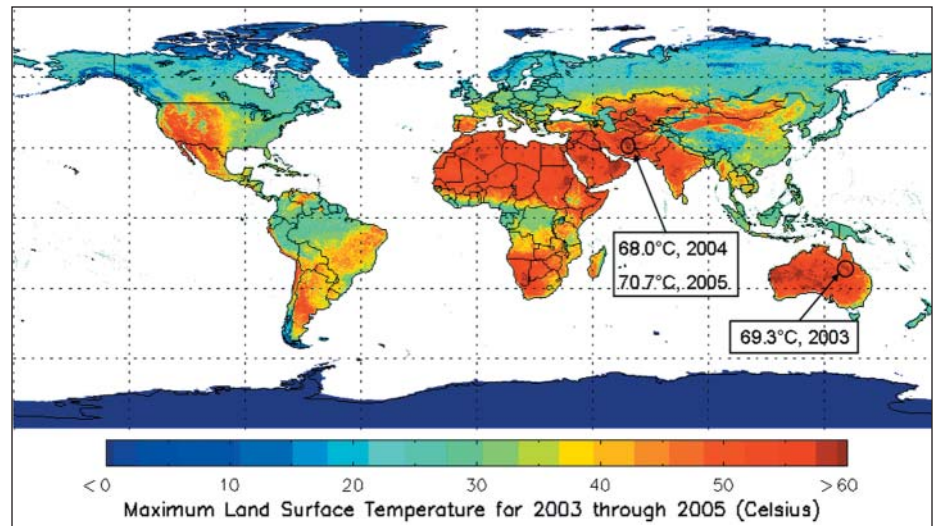 68.0°C, 2004
70.7°C, 2005
69.3°C, 2003
<0 10 20 30 40 50 >60
Maximum Land Surface Temperature for 2003 through 2005 (Celsius)